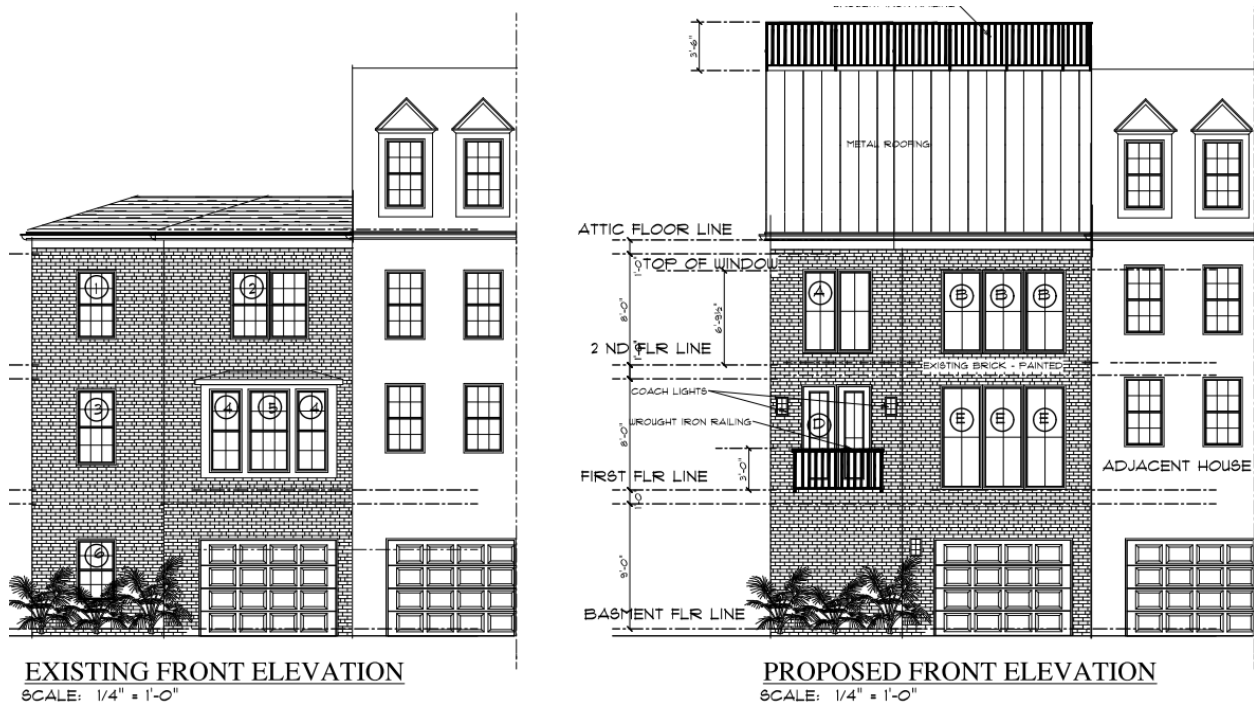 3'-6"
METAL ROOFING
ATTIC FLOOR LINE
1'-0"
TOP OF WINDOW
1
2
A
B
B
B
8'-0"
6'-9½"
2 ND FLR LINE
1'-0"
EXISTING BRICK - PAINTED
COACH LIGHTS
3
4
5
4
D
E
E
E
WROUGHT IRON RAILING
8'-0"
3'-0"
ADJACENT HOUSE
FIRST FLR LINE
1'-0"
6
9'-0"
BASMENT FLR LINE
EXISTING FRONT ELEVATION
SCALE: 1/4" = 1'-0"
PROPOSED FRONT ELEVATION
SCALE: 1/4" = 1'-0"